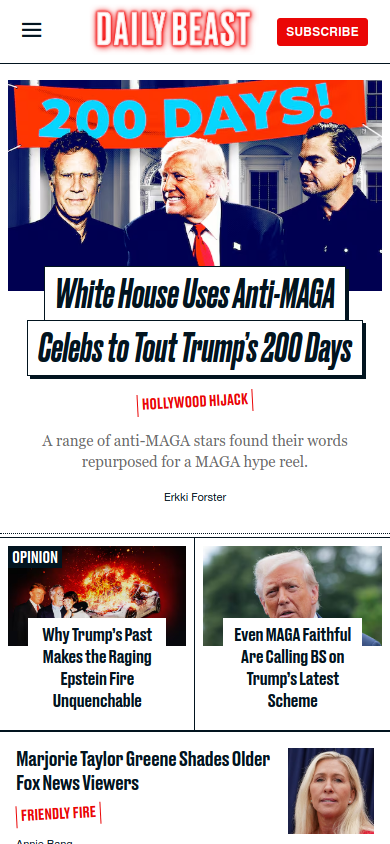 DAILY BEAST
SUBSCRIBE
200 DAYS!
White House Uses Anti-MAGA
Celebs to Tout Trump's 200 Days
HOLLYWOOD HIJACK
A range of anti-MAGA stars found their words
repurposed for a MAGA hype reel.
Erkki Forster
OPINION
Why Trump's Past
Makes the Raging
Epstein Fire
Unquenchable
Even MAGA Faithful
Are Calling BS on
Trump's Latest
Scheme
Marjorie Taylor Greene Shades Older
Fox News Viewers
FRIENDLY FIRE